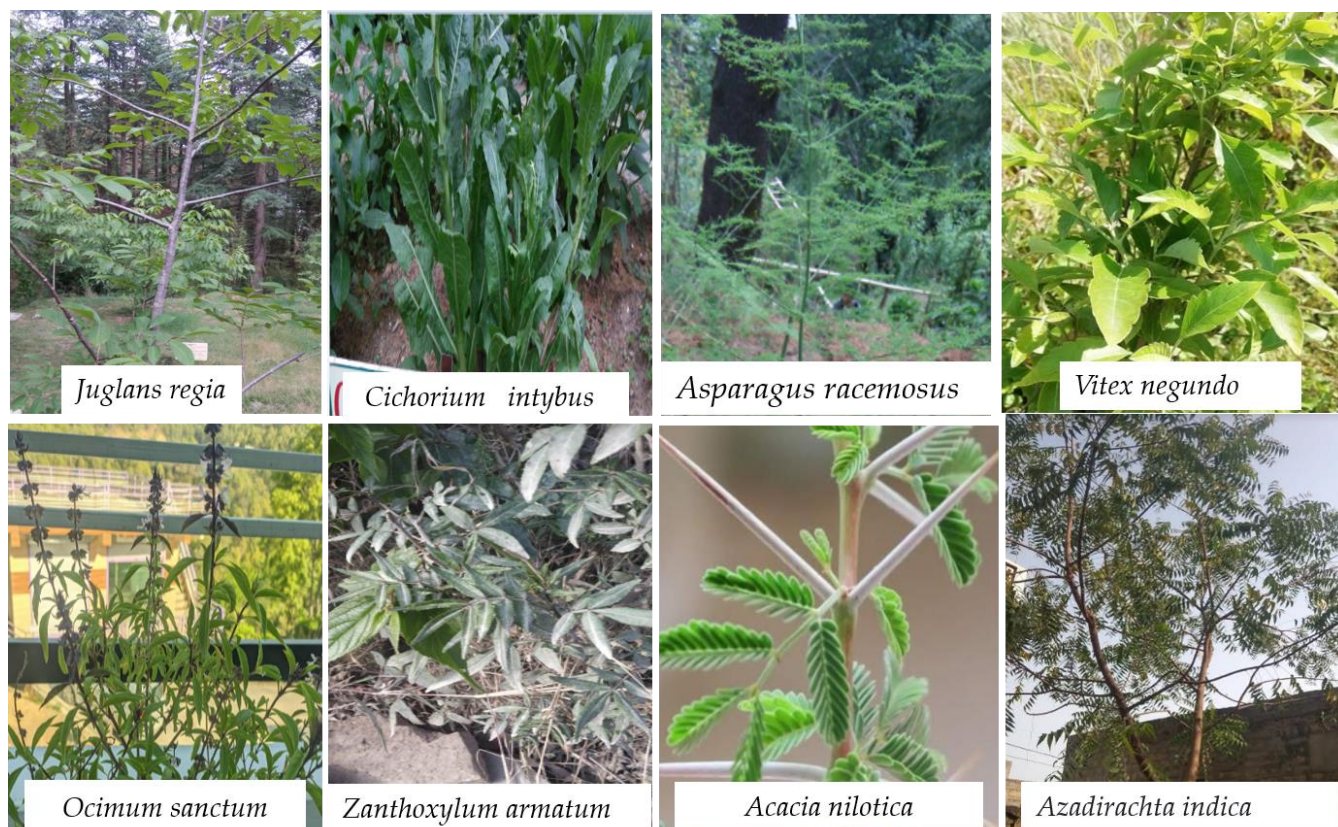 Juglans regia
Cichorium intybus
Asparagus racemosus
Vitex negundo
Ocimum sanctum
Zanthoxylum armatum
Acacia nilotica
Azadirachta indica